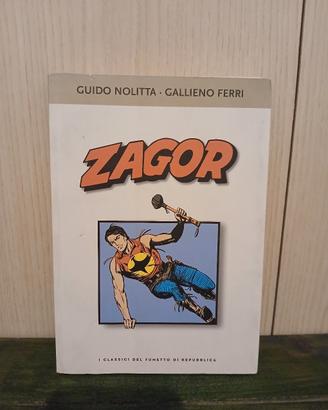 GUIDO NOLITTA · GALLIENO FERRI
ZAGOR
I CLASSICI DEL FUMETTO DI REPUBBLICA